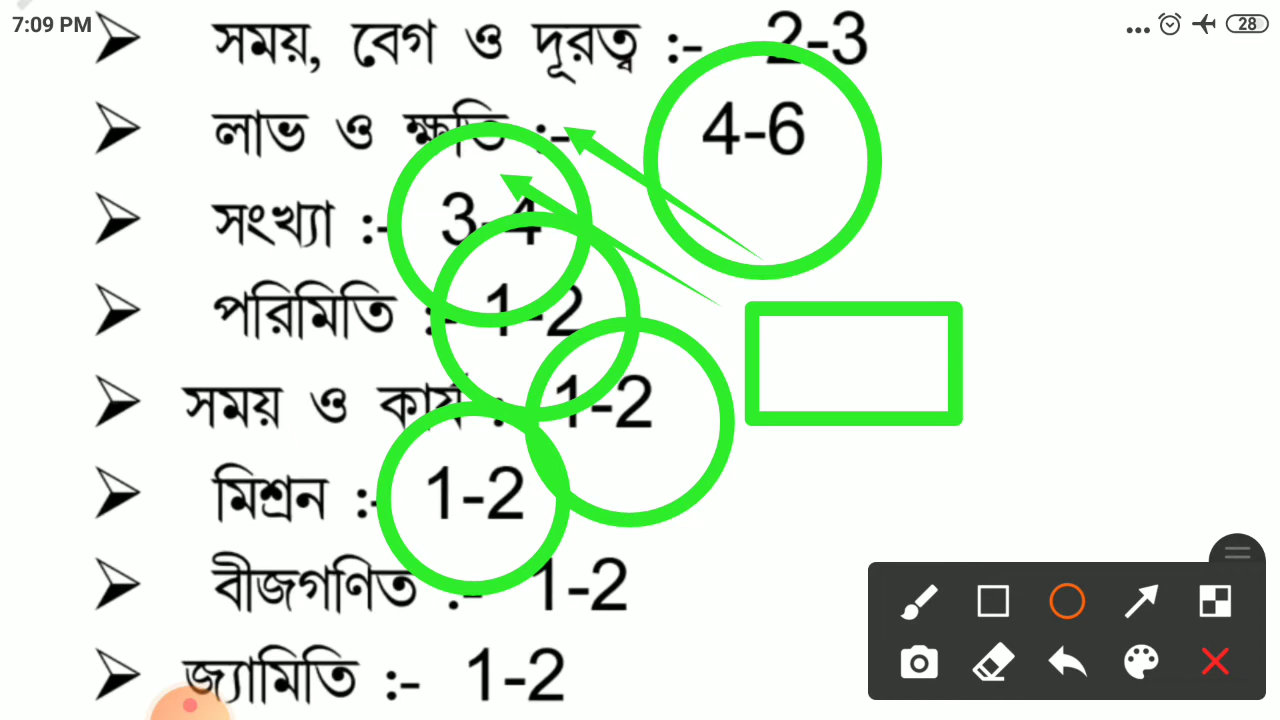 7:09 PM
28
সময়, বেগ ও দূরত্ব :- 2-3
লাভ ও ক্ষতি :- 4-6
সংখ্যা :- 3-4
পরিমিতি :- 1-2
সময় ও কার্য :- 1-2
মিশ্রন :- 1-2
বীজগণিত :- 1-2
জ্যামিতি :- 1-2